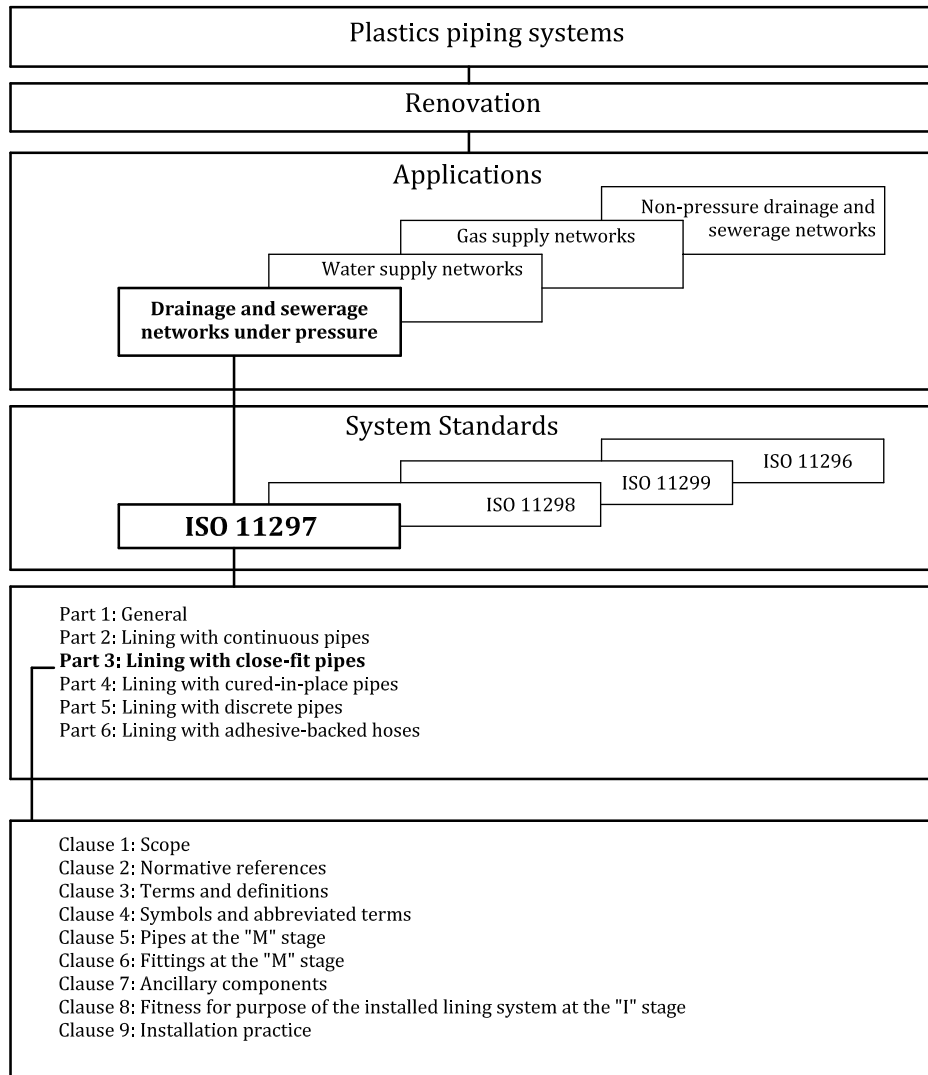 Plastics piping systems
Renovation
Applications
Non-pressure drainage and
sewerage networks
Gas supply networks
Water supply networks
Drainage and sewerage
networks under pressure
System Standards
ISO 11296
ISO 11299
ISO 11298
ISO 11297
Part 1: General
Part 2: Lining with continuous pipes
Part 3: Lining with close-fit pipes
Part 4: Lining with cured-in-place pipes
Part 5: Lining with discrete pipes
Part 6: Lining with adhesive-backed hoses
Clause 1: Scope
Clause 2: Normative references
Clause 3: Terms and definitions
Clause 4: Symbols and abbreviated terms
Clause 5: Pipes at the "M" stage
Clause 6: Fittings at the "M" stage
Clause 7: Ancillary components
Clause 8: Fitness for purpose of the installed lining system at the "I" stage
Clause 9: Installation practice